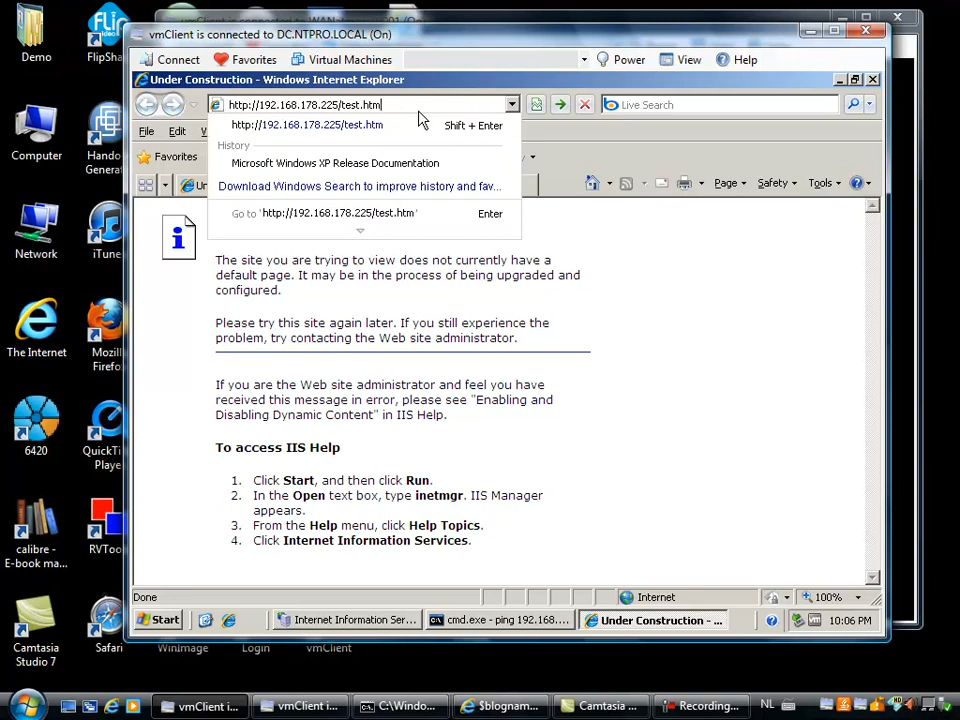 Demo
FlipSha
Computer
Hando
Genera
Network
iTune
The Internet
Mozil
Firefo
6420
QuickTi
Playe
calibre -
E-book ma...
RVToo
Camtasia
Studio 7
Safari
WinImage
Login
vmClient
vmClient is connected to DC.NTPRO.LOCAL (On)
Connect
Favorites
Virtual Machines
Power
View
Help
Under Construction - Windows Internet Explorer
http://192.168.178.225/test.htm
Live Search
File
Edit
http://192.168.178.225/test.htm Shift + Enter
History
Microsoft Windows XP Release Documentation
Download Windows Search to improve history and fav...
Go to 'http://192.168.178.225/test.htm' Enter
Favorites
Page
Safety
Tools
The site you are trying to view does not currently have a
default page. It may be in the process of being upgraded and
configured.
Please try this site again later. If you still experience the
problem, try contacting the Web site administrator.
If you are the Web site administrator and feel you have
received this message in error, please see "Enabling and
Disabling Dynamic Content" in IIS Help.
To access IIS Help
1. Click Start, and then click Run.
2. In the Open text box, type inetmgr. IIS Manager
appears.
3. From the Help menu, click Help Topics.
4. Click Internet Information Services.
Done
Internet
100%
Start
Internet Information Ser...
cmd.exe - ping 192.168....
Under Construction - ...
10:06 PM
vmClient i...
vmClient i...
C:\Windo...
$blognam...
Camtasia ...
Recording...
NL
22:06